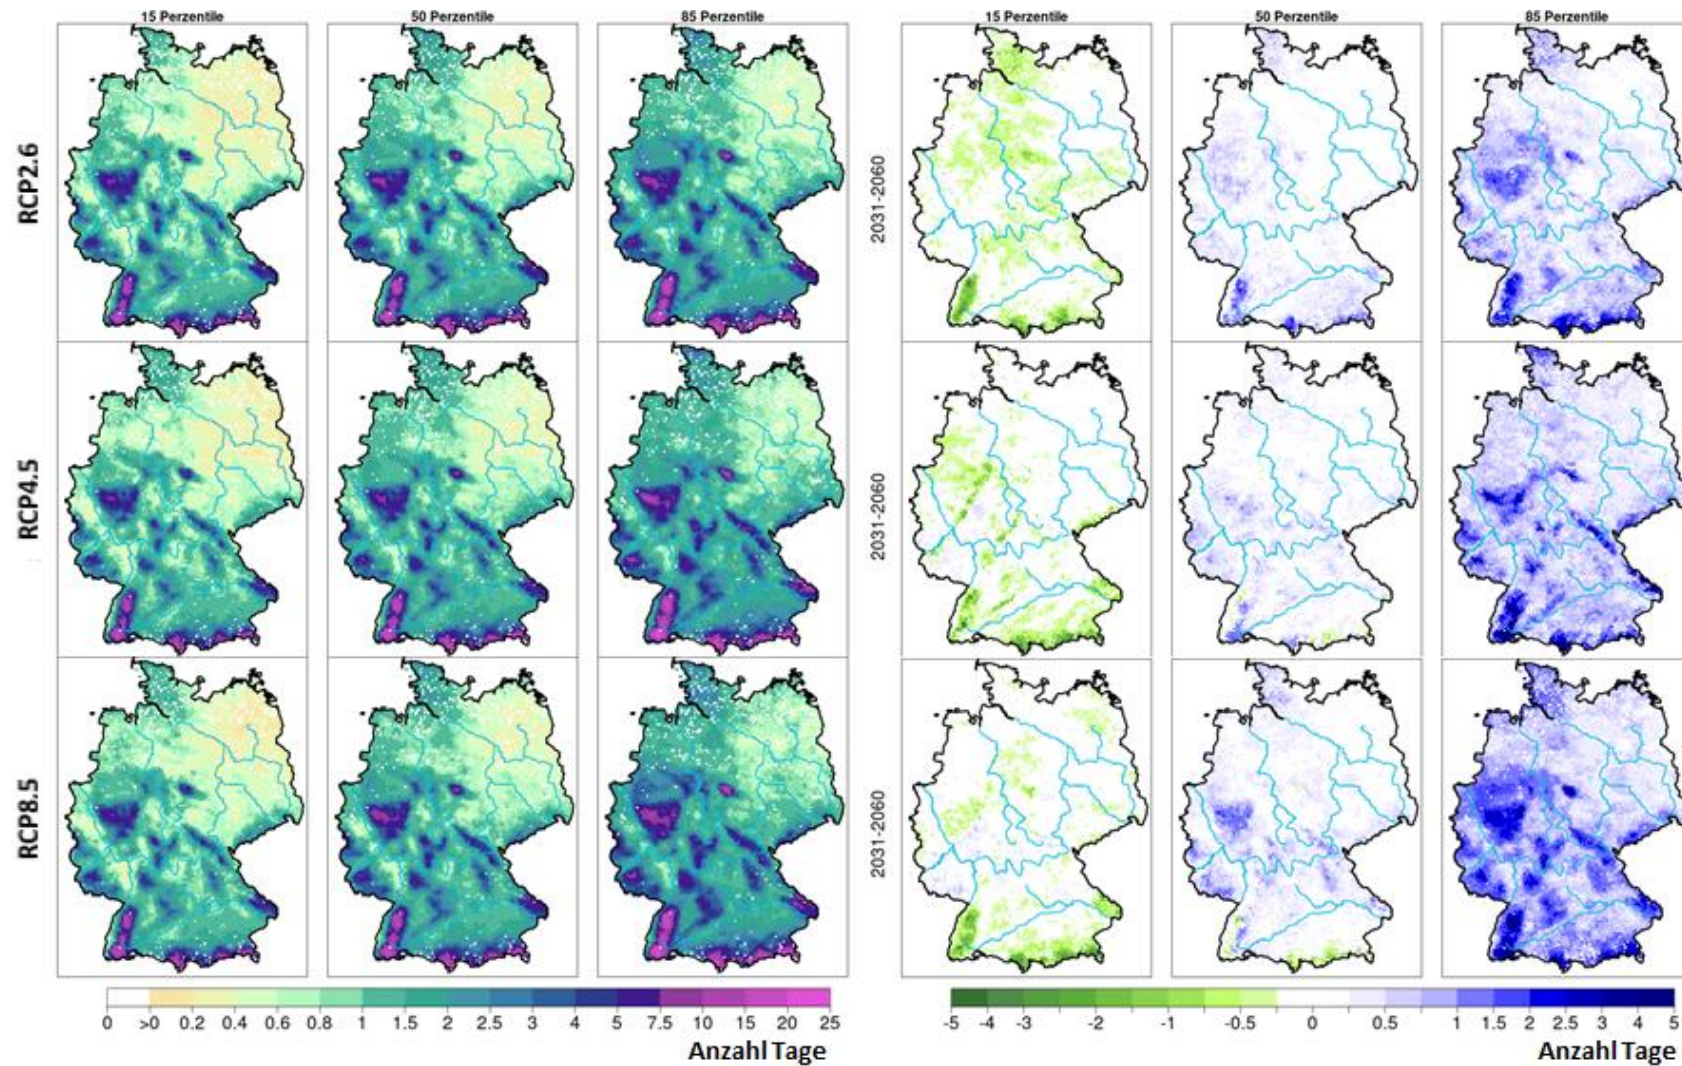 15 Perzentile 50 Perzentile 85 Perzentile 15 Perzentile 50 Perzentile 85 Perzentile
RCP2.6
2031-2060
RCP4.5
2031-2060
RCP8.5
2031-2060
0 >0 0.2 0.4 0.6 0.8 1 1.5 2 2.5 3 4 5 7.5 10 15 20 25
-5 -4 -3 -2 -1 -0.5 0 0.5 1 1.5 2 2.5 3 4 5
Anzahl Tage
Anzahl Tage